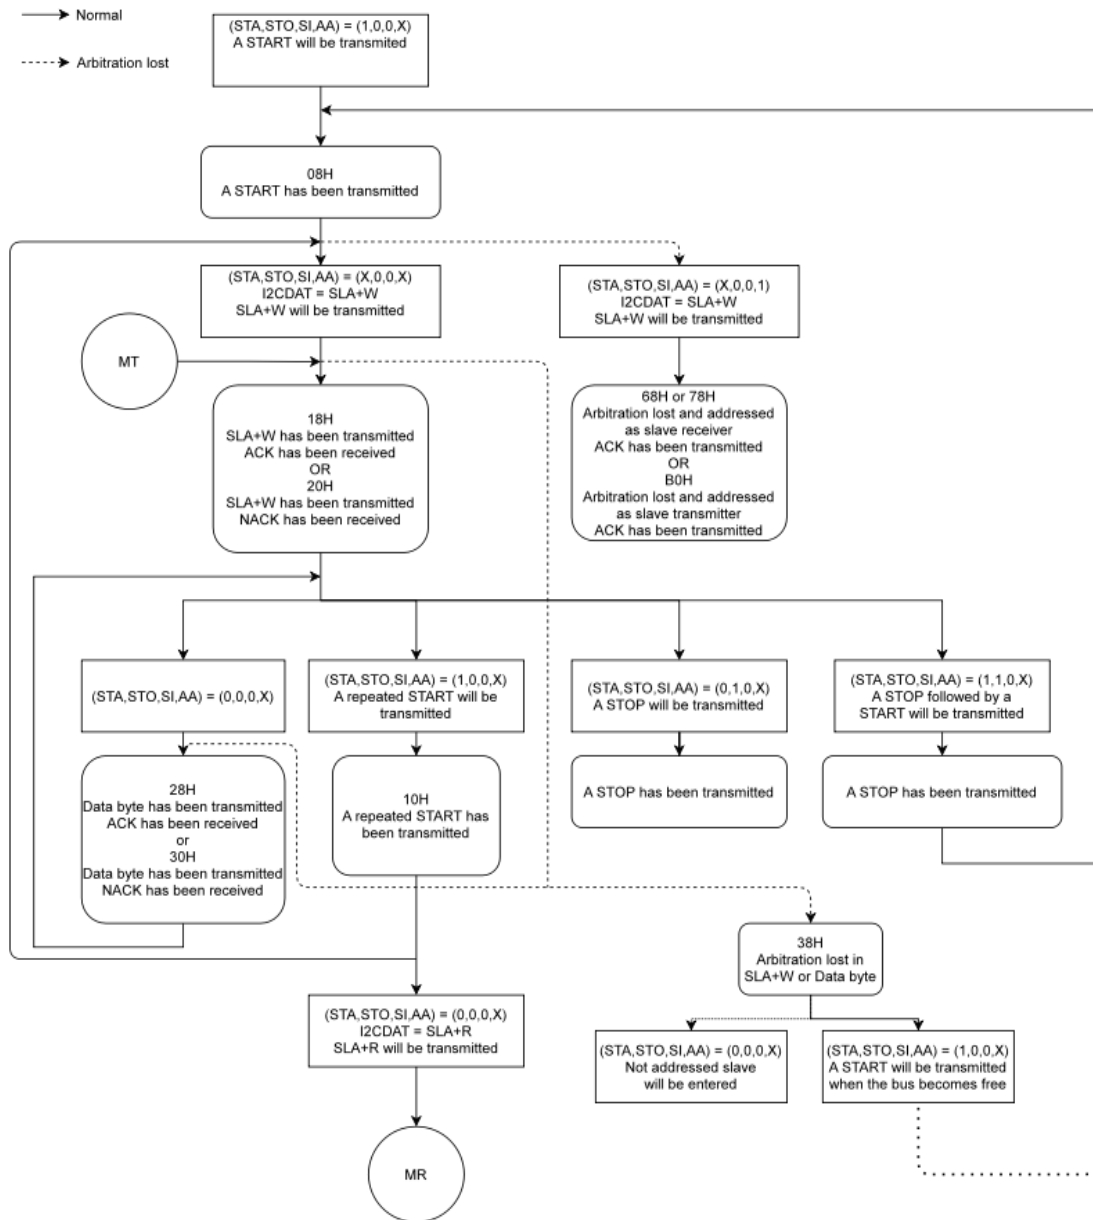 Normal
Arbitration lost
(STA,STO,SI,AA) = (1,0,0,X)
A START will be transmited
08H
A START has been transmitted
(STA,STO,SI,AA) = (X,0,0,X)
I2CDAT = SLA+W
SLA+W will be transmitted
(STA,STO,SI,AA) = (X,0,0,1)
I2CDAT = SLA+W
SLA+W will be transmitted
MT
18H
SLA+W has been transmitted
ACK has been received
OR
20H
SLA+W has been transmitted
NACK has been received
68H or 78H
Arbitration lost and addressed
as slave receiver
ACK has been transmitted
OR
B0H
Arbitration lost and addressed
as slave transmitter
ACK has been transmitted
(STA,STO,SI,AA) = (0,0,0,X)
(STA,STO,SI,AA) = (1,0,0,X)
A repeated START will be
transmitted
(STA,STO,SI,AA) = (0,1,0,X)
A STOP will be transmitted
(STA,STO,SI,AA) = (1,1,0,X)
A STOP followed by a
START will be transmitted
28H
Data byte has been transmitted
ACK has been received
or
30H
Data byte has been transmitted
NACK has been received
10H
A repeated START has
been transmitted
A STOP has been transmitted
A STOP has been transmitted
38H
Arbitration lost in
SLA+W or Data byte
(STA,STO,SI,AA) = (0,0,0,X)
I2CDAT = SLA+R
SLA+R will be transmitted
(STA,STO,SI,AA) = (0,0,0,X)
Not addressed slave
will be entered
(STA,STO,SI,AA) = (1,0,0,X)
A START will be transmitted
when the bus becomes free
MR